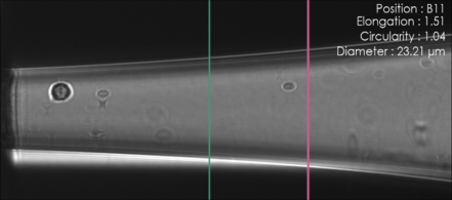 Position : B11
Elongation : 1.51
Circularity : 1.04
Diameter : 23.21 µm